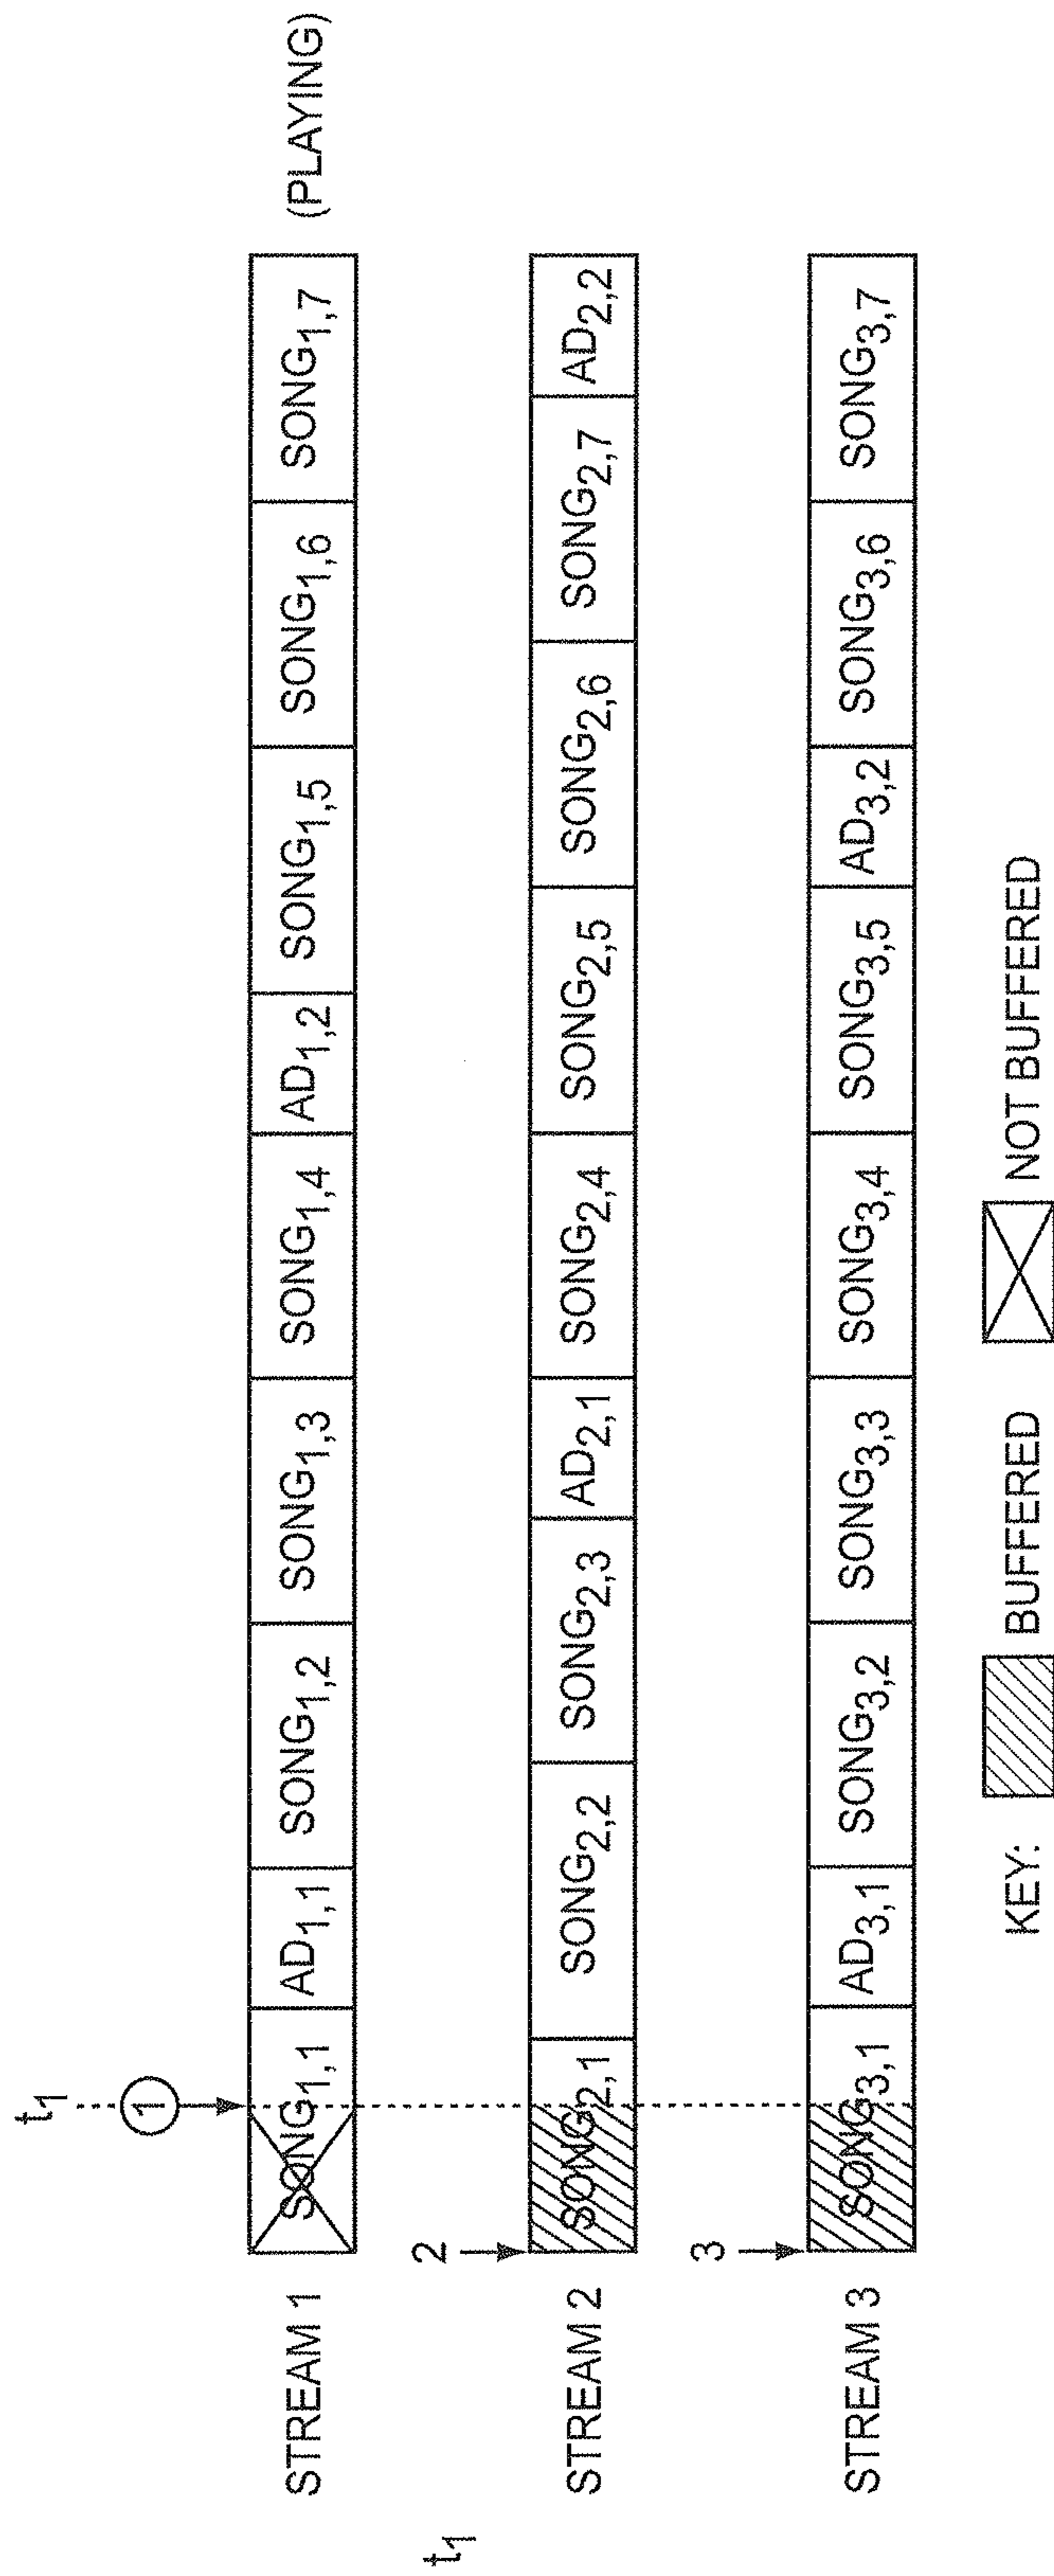 t1
1
STREAM 1 SONG1,1 AD1,1 SONG1,2 SONG1,3 SONG1,4 AD1,2 SONG1,5 SONG1,6 SONG1,7 (PLAYING)
t1
2
STREAM 2 SONG2,1 SONG2,2 SONG2,3 AD2,1 SONG2,4 SONG2,5 SONG2,6 SONG2,7 AD2,2
3
STREAM 3 SONG3,1 AD3,1 SONG3,2 SONG3,3 SONG3,4 SONG3,5 AD3,2 SONG3,6 SONG3,7
KEY: BUFFERED NOT BUFFERED